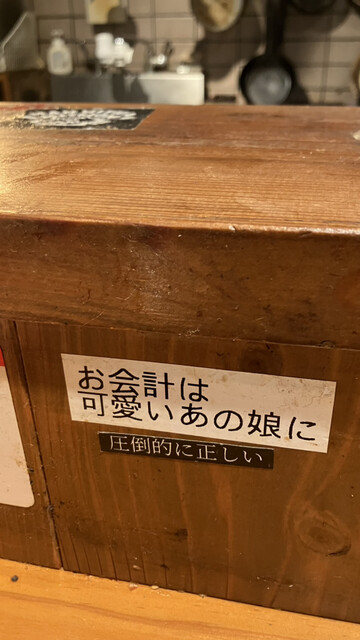 お会計は
可愛いあの娘に
圧倒的に正しい